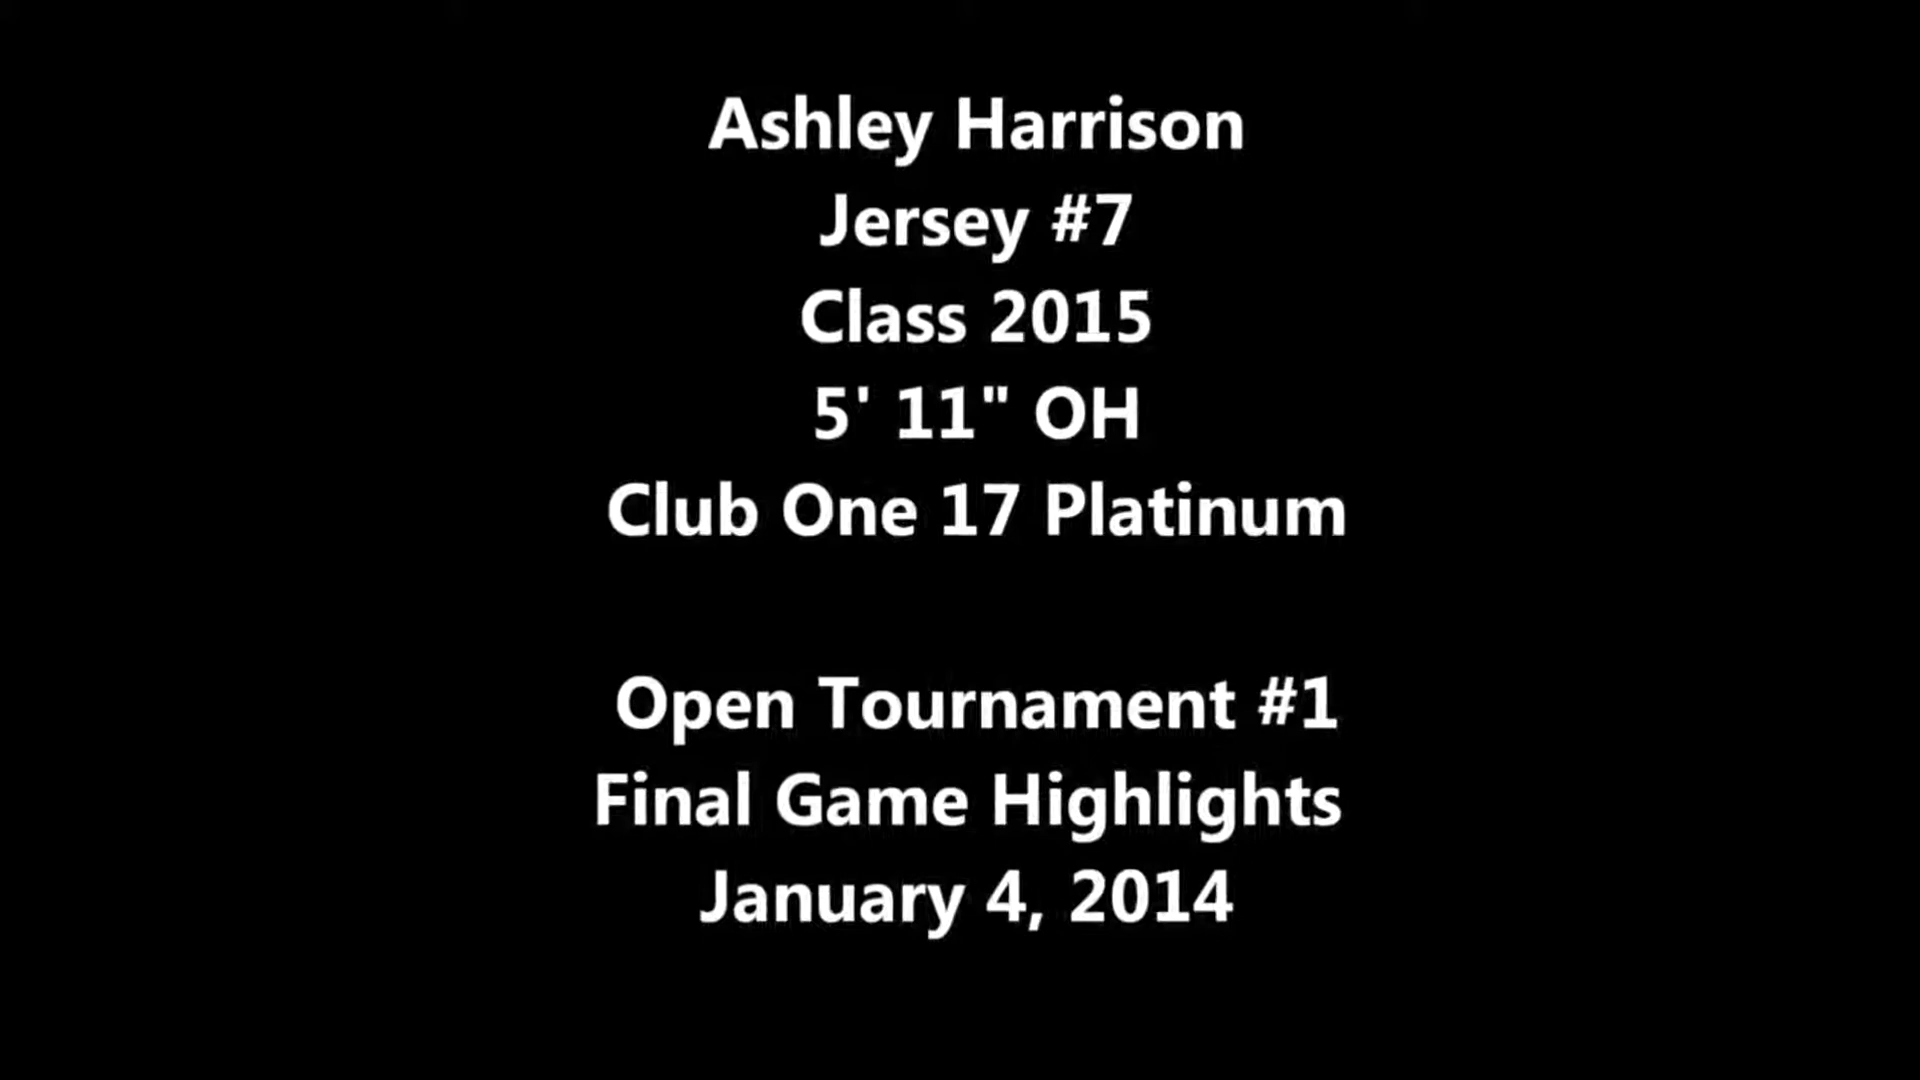 Ashley Harrison
Jersey #7
Class 2015
5' 11" OH
Club One 17 Platinum
Open Tournament #1
Final Game Highlights
January 4, 2014